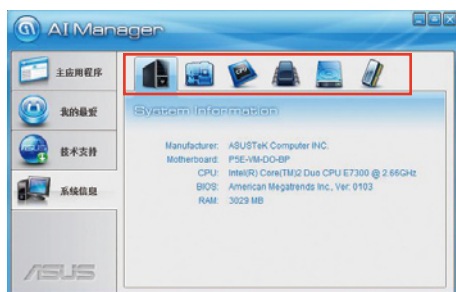 AI Manager
主应用程序
我的最爱
技术支持
系统信息
System Information
Manufacturer: ASUSTeK Computer INC.
Motherboard: P5E-VM-DO-BP
CPU: Intel(R) Core(TM)2 Duo CPU E7300 @ 2.66GHz
BIOS: American Megatrends Inc., Ver: 0103
RAM: 3029 MB
ASUS